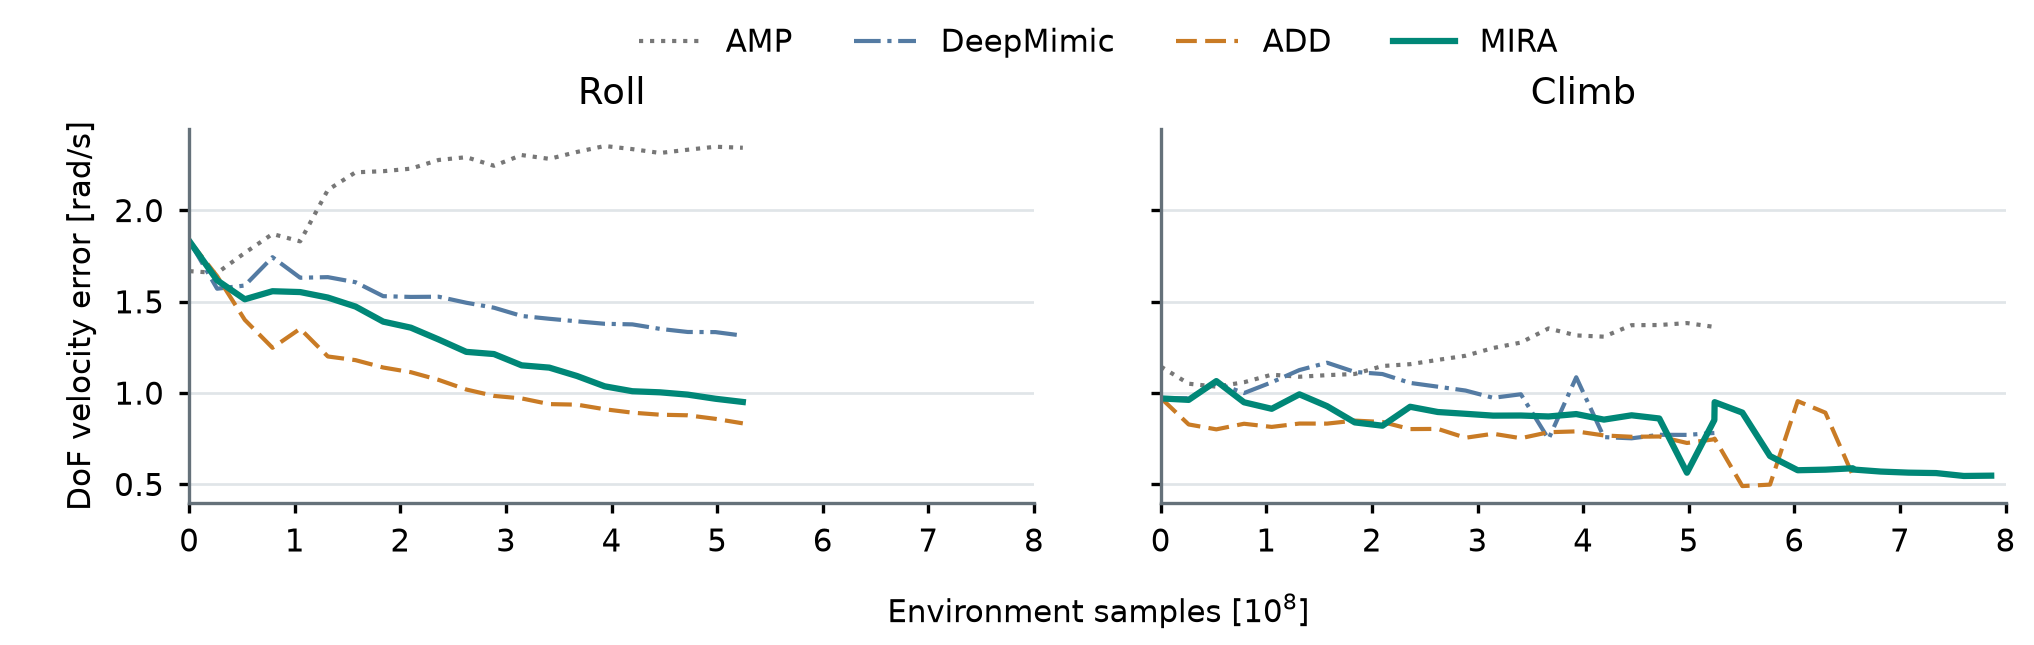 AMP DeepMimic ADD MIRA
Roll Climb
DoF velocity error [rad/s]
2.0
1.5
1.0
0.5
0 1 2 3 4 5 6 7 8
0 1 2 3 4 5 6 7 8
Environment samples [10⁸]